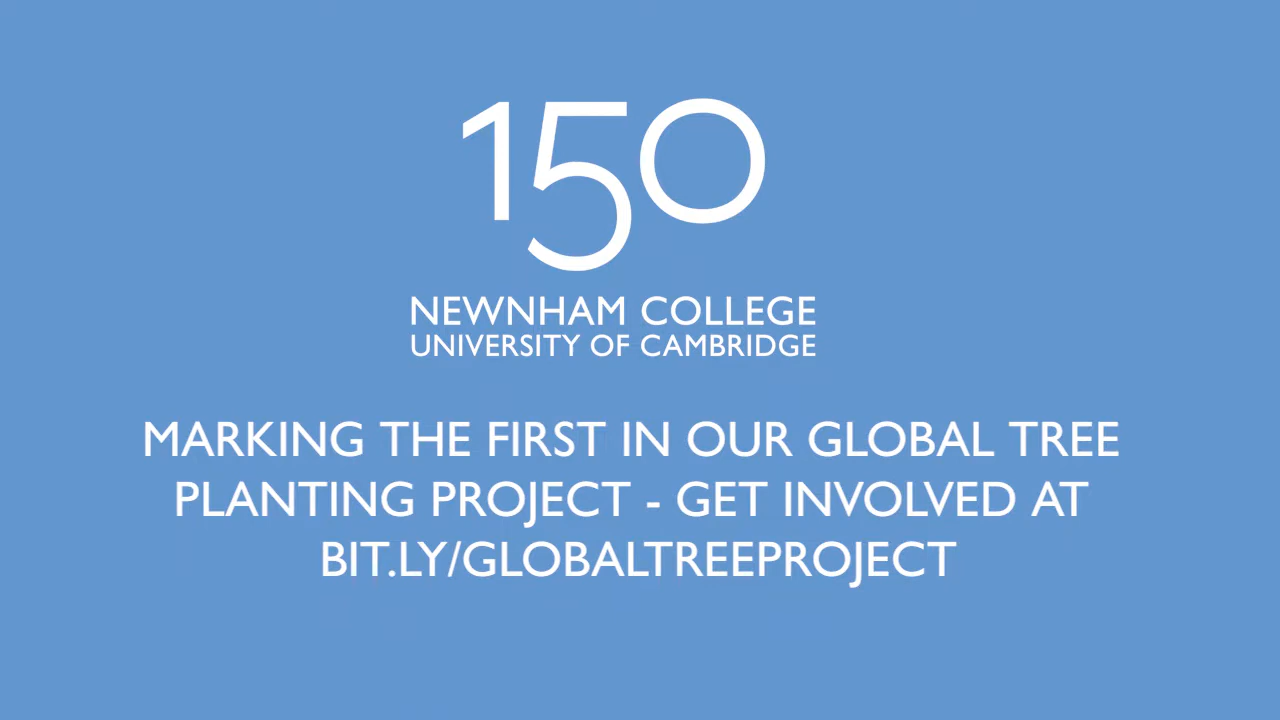 150
NEWNHAM COLLEGE
UNIVERSITY OF CAMBRIDGE
MARKING THE FIRST IN OUR GLOBAL TREE
PLANTING PROJECT - GET INVOLVED AT
BIT.LY/GLOBALTREEPROJECT